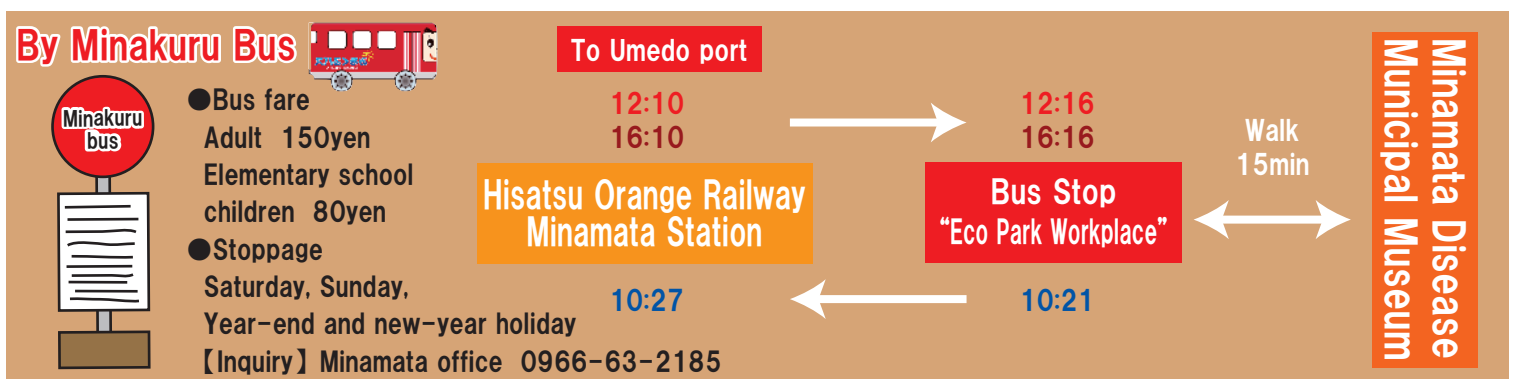 By Minakuru Bus
Minakuru
bus
●Bus fare
Adult 150yen
Elementary school
children 80yen
●Stoppage
Saturday, Sunday,
Year-end and new-year holiday
【Inquiry】Minamata office 0966-63-2185
To Umedo port
12:10
16:10
Hisatsu Orange Railway
Minamata Station
10:27
12:16
16:16
Bus Stop
“Eco Park Workplace”
10:21
Walk
15min
Minamata Disease
Municipal Museum